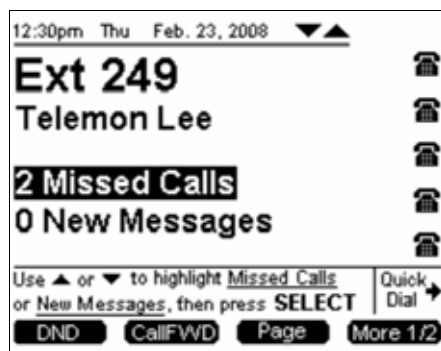 12:30pm Thu Feb. 23, 2008
Ext 249
Telemon Lee
2 Missed Calls
0 New Messages
Use ▲ or ▼ to highlight Missed Calls
or New Messages, then press SELECT
Quick
Dial
DND CallFWD Page More 1/2